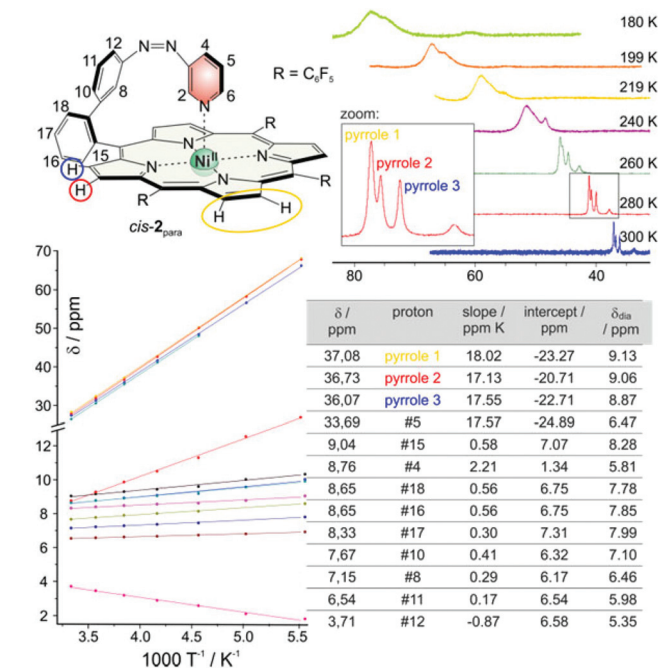 12
N=N
4
11
5
10
8
2
6
N
R = C₆F₅
18
17
16
15
R
N
N
Niᴵᴵ
N
N
H
H
R
R
H
H
cis-2para
180 K
199 K
219 K
240 K
260 K
280 K
300 K
zoom:
pyrrole 1
pyrrole 2
pyrrole 3
80 60 40
70
60
50
40
30
12
10
8
6
4
2
δ / ppm
3.5 4.0 4.5 5.0 5.5
1000 T⁻¹ / K⁻¹
δ / ppm proton slope / ppm K intercept / ppm δdia / ppm
37,08 pyrrole 1 18.02 -23.27 9.13
36,73 pyrrole 2 17.13 -20.71 9.06
36,07 pyrrole 3 17.55 -22.71 8.87
33,69 #5 17.57 -24.89 6.47
9,04 #15 0.58 7.07 8.28
8,76 #4 2.21 1.34 5.81
8,65 #18 0.56 6.75 7.78
8,65 #16 0.56 6.75 7.85
8,33 #17 0.30 7.31 7.99
7,67 #10 0.41 6.32 7.10
7,15 #8 0.29 6.17 6.46
6,54 #11 0.17 6.54 5.98
3,71 #12 -0.87 6.58 5.35